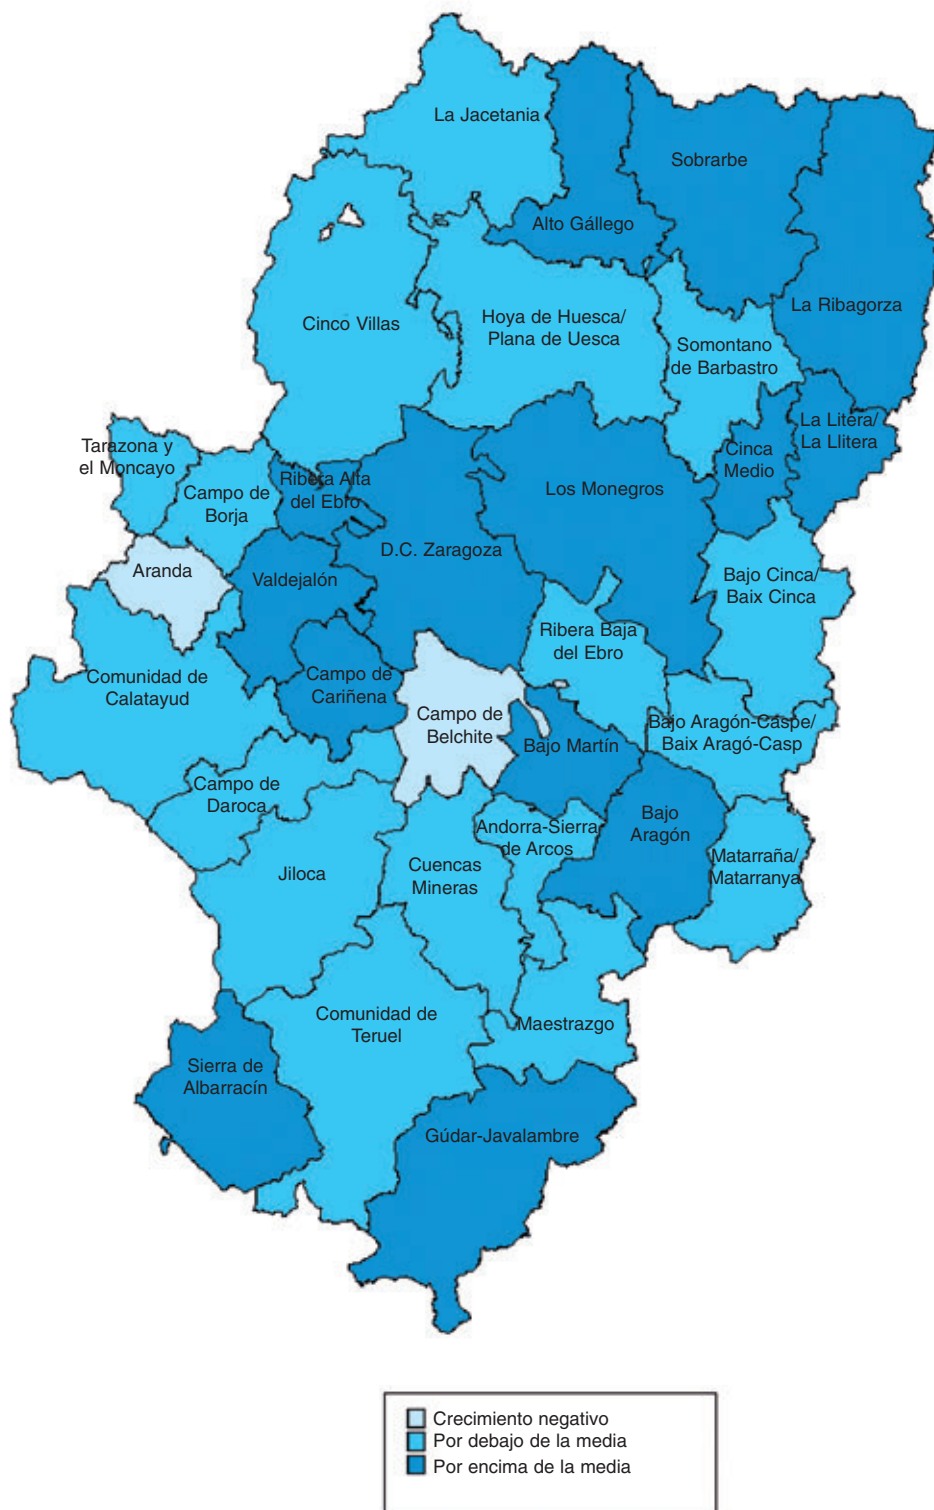 La Jacetania
Sobrarbe
Alto Gállego
La Ribagorza
Cinco Villas
Hoya de Huesca/
Plana de Uesca
Somontano
de Barbastro
La Litera/
La Llitera
Tarazona y
el Moncayo
Cinca
Medio
Ribera Alta
del Ebro
Campo de
Borja
Los Monegros
D.C. Zaragoza
Aranda
Valdejalón
Bajo Cinca/
Baix Cinca
Ribera Baja
del Ebro
Comunidad de
Calatayud
Campo de
Cariñena
Campo de
Belchite
Bajo Martín
Bajo Aragón-Caspe/
Baix Aragó-Casp
Campo de
Daroca
Andorra-Sierra
de Arcos
Bajo
Aragón
Jiloca
Cuencas
Mineras
Matarraña/
Matarranya
Comunidad de
Teruel
Maestrazgo
Sierra de
Albarracín
Gúdar-Javalambre
Crecimiento negativo
Por debajo de la media
Por encima de la media